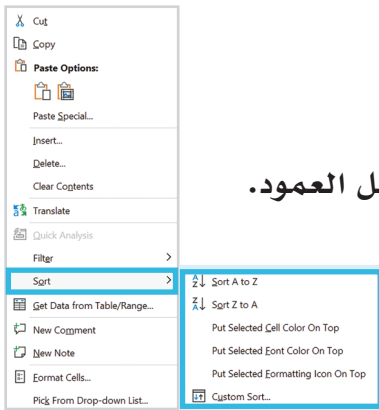 Cut
Copy
Paste Options:
Paste Special...
Insert...
Delete...
Clear Contents
Translate
Quick Analysis
Filter
Sort
Get Data from Table/Range...
New Comment
New Note
Format Cells...
Pick From Drop-down List...
العمود.
Sort A to Z
Sort Z to A
Put Selected Cell Color On Top
Put Selected Font Color On Top
Put Selected Formatting Icon On Top
Custom Sort...